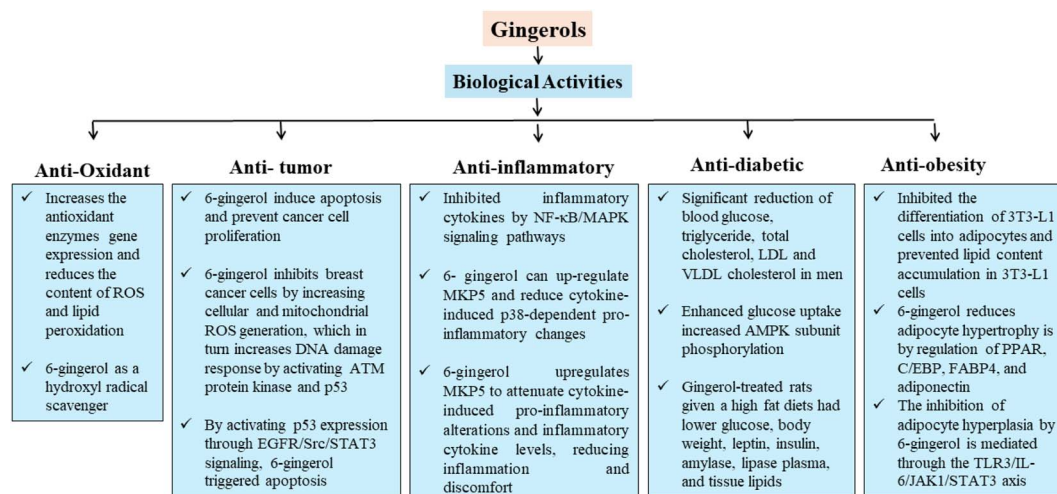 Gingerols
Biological Activities
Anti-Oxidant
✓ Increases the
antioxidant
enzymes gene
expression and
reduces the
content of ROS
and lipid
peroxidation
✓ 6-gingerol as a
hydroxyl radical
scavenger
Anti- tumor
✓ 6-gingerol induce apoptosis
and prevent cancer cell
proliferation
✓ 6-gingerol inhibits breast
cancer cells by increasing
cellular and mitochondrial
ROS generation, which in
turn increases DNA damage
response by activating ATM
protein kinase and p53
✓ By activating p53 expression
through EGFR/Src/STAT3
signaling, 6-gingerol
triggered apoptosis
Anti-inflammatory
✓ Inhibited inflammatory
cytokines by NF-κB/MAPK
signaling pathways
✓ 6- gingerol can up-regulate
MKP5 and reduce cytokine-
induced p38-dependent pro-
inflammatory changes
✓ 6-gingerol upregulates
MKP5 to attenuate cytokine-
induced pro-inflammatory
alterations and inflammatory
cytokine levels, reducing
inflammation and
discomfort
Anti-diabetic
✓ Significant reduction of
blood glucose,
triglyceride, total
cholesterol, LDL and
VLDL cholesterol in men
✓ Enhanced glucose uptake
increased AMPK subunit
phosphorylation
✓ Gingerol-treated rats
given a high fat diets had
lower glucose, body
weight, leptin, insulin,
amylase, lipase plasma,
and tissue lipids
Anti-obesity
✓ Inhibited the
differentiation of 3T3-L1
cells into adipocytes and
prevented lipid content
accumulation in 3T3-L1
cells
✓ 6-gingerol reduces
adipocyte hypertrophy is
by regulation of PPAR,
C/EBP, FABP4, and
adiponectin
✓ The inhibition of
adipocyte hyperplasia by
6-gingerol is mediated
through the TLR3/IL-
6/JAK1/STAT3 axis